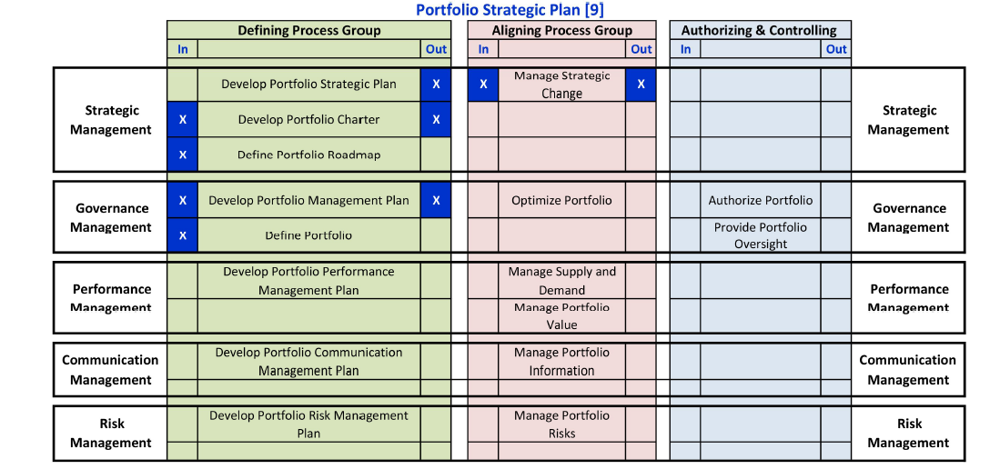 Portfolio Strategic Plan [9]
Defining Process Group
Aligning Process Group
Authorizing & Controlling
In
Out
In
Out
In
Out
Strategic
Management
Develop Portfolio Strategic Plan
X
X
Manage Strategic
Change
X
Strategic
Management
X
Develop Portfolio Charter
X
X
Define Portfolio Roadmap
Governance
Management
X
Develop Portfolio Management Plan
X
Optimize Portfolio
Authorize Portfolio
Governance
Management
X
Define Portfolio
Provide Portfolio
Oversight
Performance
Management
Develop Portfolio Performance
Management Plan
Manage Supply and
Demand
Performance
Management
Manage Portfolio
Value
Communication
Management
Develop Portfolio Communication
Management Plan
Manage Portfolio
Information
Communication
Management
Risk
Management
Develop Portfolio Risk Management
Plan
Manage Portfolio
Risks
Risk
Management